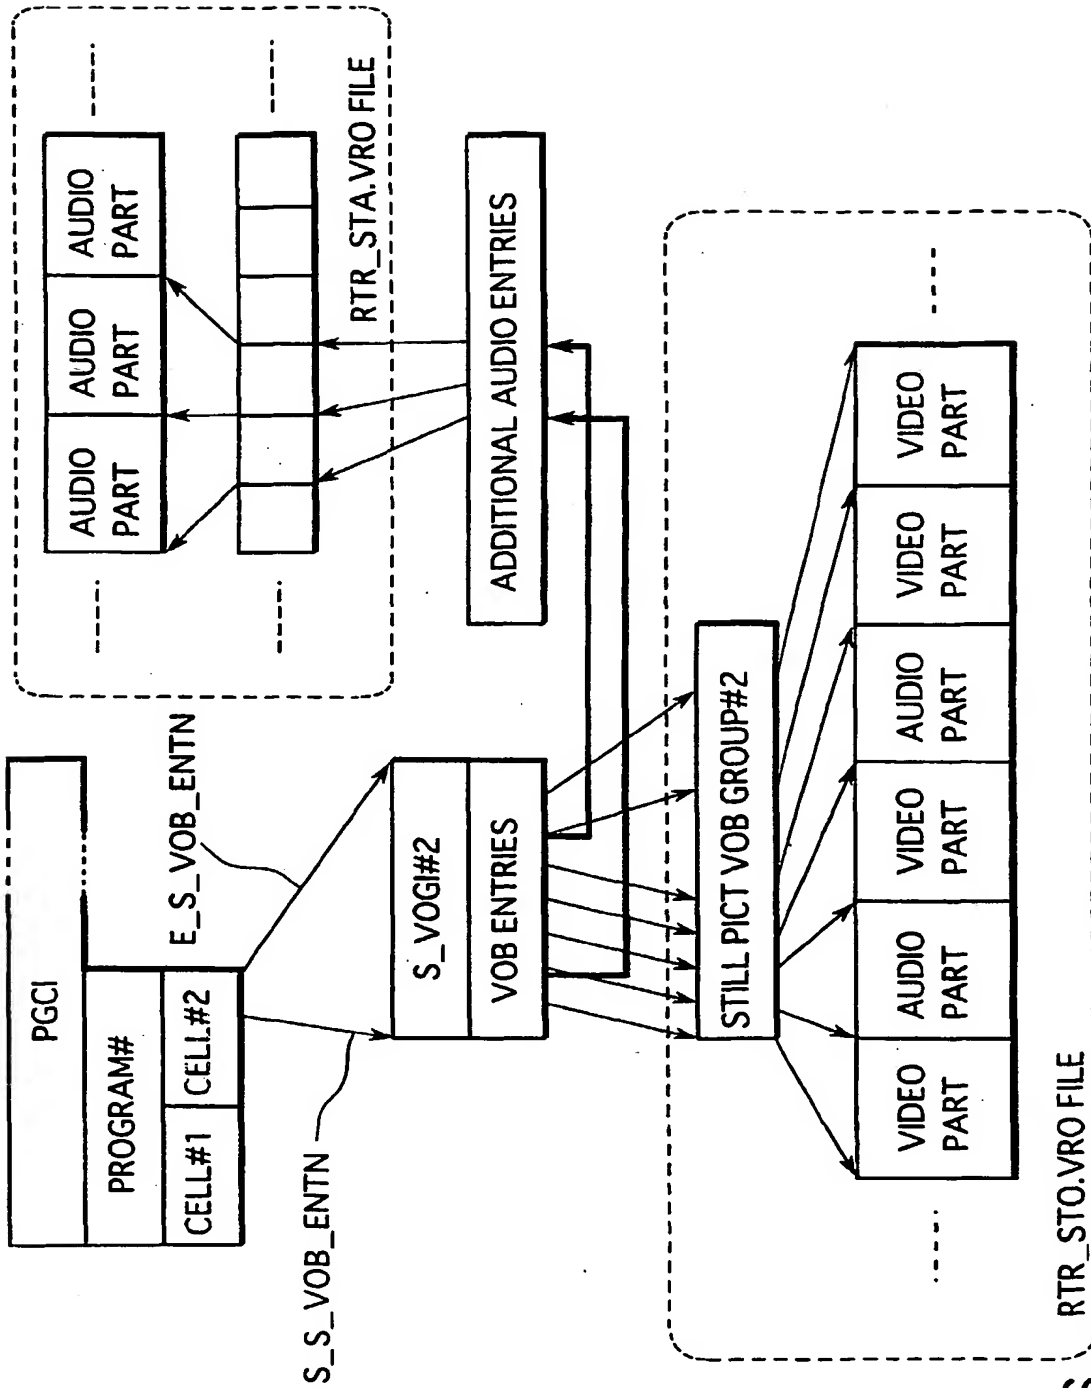 PGCI
PROGRAM#
CELL#1
CELL#2
S_S_VOB_ENTN
E_S_VOB_ENTN
S_VOGI#2
VOB ENTRIES
AUDIO
PART
AUDIO
PART
AUDIO
PART
RTR_STA.VRO FILE
ADDITIONAL AUDIO ENTRIES
STILL PICT VOB GROUP#2
VIDEO
PART
AUDIO
PART
VIDEO
PART
AUDIO
PART
VIDEO
PART
VIDEO
PART
RTR_STO.VRO FILE